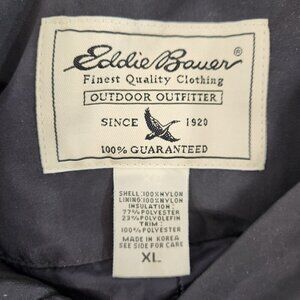 Eddie Bauer®
Finest Quality Clothing
OUTDOOR OUTFITTER
SINCE 1920
100% GUARANTEED
SHELL:100%NYLON
LINING:100%NYLON
INSULATION:
77%POLYESTER
23%POLYOLEFIN
TRIM:
100%POLYESTER
MADE IN KOREA
SEE SIDE FOR CARE
XL